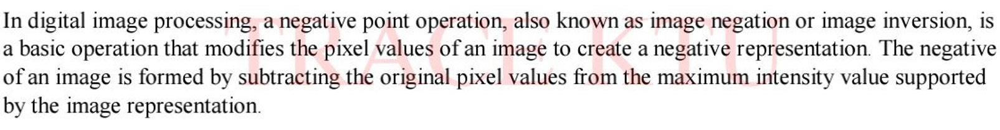 In digital image processing, a negative point operation, also known as image negation or image inversion, is
a basic operation that modifies the pixel values of an image to create a negative representation. The negative
of an image is formed by subtracting the original pixel values from the maximum intensity value supported
by the image representation.
TRACE KTU